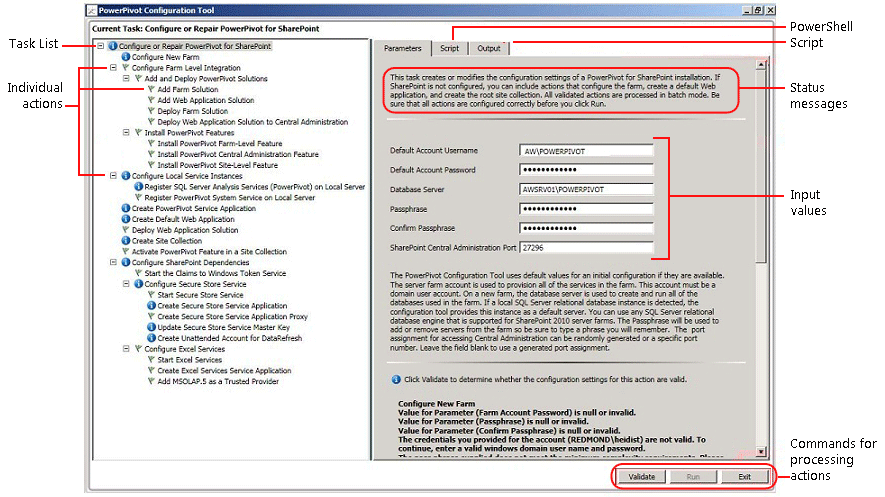 PowerPivot Configuration Tool
Current Task: Configure or Repair PowerPivot for SharePoint
Task List
Individual
actions
Configure or Repair PowerPivot for SharePoint
Configure New Farm
Configure Farm Level Integration
Add and Deploy PowerPivot Solutions
Add Farm Solution
Add Web Application Solution
Deploy Farm Solution
Deploy Web Application Solution to Central Administration
Install PowerPivot Features
Install PowerPivot Farm-Level Feature
Install PowerPivot Central Administration Feature
Install PowerPivot Site-Level Feature
Configure Local Service Instances
Register SQL Server Analysis Services (PowerPivot) on Local Server
Register PowerPivot System Service on Local Server
Create PowerPivot Service Application
Create Default Web Application
Deploy Web Application Solution
Create Site Collection
Activate PowerPivot Feature in a Site Collection
Configure SharePoint Dependencies
Start the Claims to Windows Token Service
Configure Secure Store Service
Start Secure Store Service
Create Secure Store Service Application
Create Secure Store Service Application Proxy
Update Secure Store Service Master Key
Create Unattended Account for DataRefresh
Configure Excel Services
Start Excel Services
Create Excel Services Service Application
Add MSOLAP.5 as a Trusted Provider
Parameters Script Output
PowerShell
Script
This task creates or modifies the configuration settings of a PowerPivot for SharePoint installation. If
SharePoint is not configured, you can include actions that configure the farm, create a default Web
application, and create the root site collection. All validated actions are processed in batch mode. Be
sure that all actions are configured correctly before you click Run.
Status
messages
Default Account Username AW\POWERPIVOT
Default Account Password ●●●●●●●●●●●●
Database Server AWSRV01\POWERPIVOT
Passphrase ●●●●●●●●●●●●
Confirm Passphrase ●●●●●●●●●●●●
SharePoint Central Administration Port 27296
Input
values
The PowerPivot Configuration Tool uses default values for an initial configuration if they are available.
The server farm account is used to provision all of the services in the farm. This account must be a
domain user account. On a new farm, the database server is used to create and run all of the
databases used in the farm. If a local SQL Server relational database instance is detected, the
configuration tool provides this instance as a default server. You can use any SQL Server relational
database engine that is supported for SharePoint 2010 server farms. The Passphrase will be used to
add or remove servers from the farm so be sure to type a phrase you will remember. The port
assignment for accessing Central Administration can be randomly generated or a specific port
number. Leave the field blank to use a generated port assignment.
Click Validate to determine whether the configuration settings for this action are valid.
Configure New Farm
Value for Parameter (Farm Account Password) is null or invalid.
Value for Parameter (Passphrase) is null or invalid.
Value for Parameter (Confirm Passphrase) is null or invalid.
The credentials you provided for the account (REDMOND\heidist) are not valid. To
continue, enter a valid windows domain user name and password.
Validate Run Exit
Commands for
processing
actions